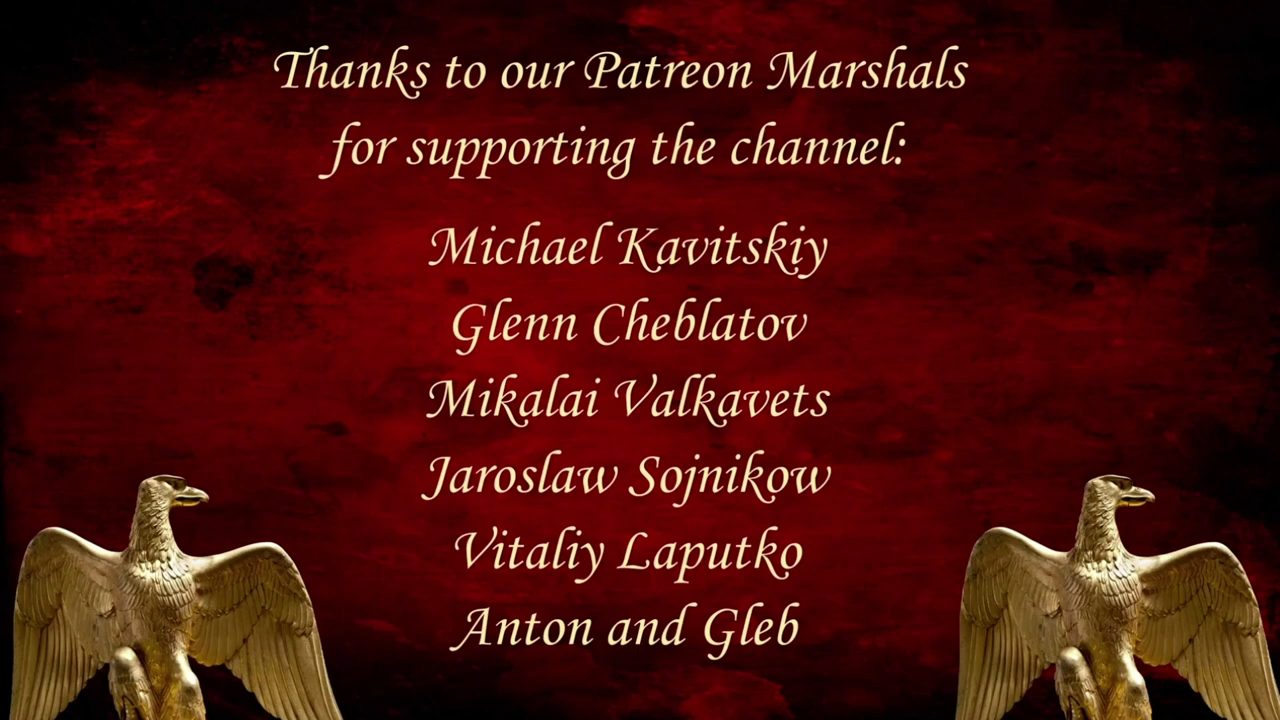 Thanks to our Patreon Marshals
for supporting the channel:
Michael Kavitskiy
Glenn Cheblatov
Mikalai Valkavets
Jaroslaw Sojnikow
Vitaliy Laputko
Anton and Gleb